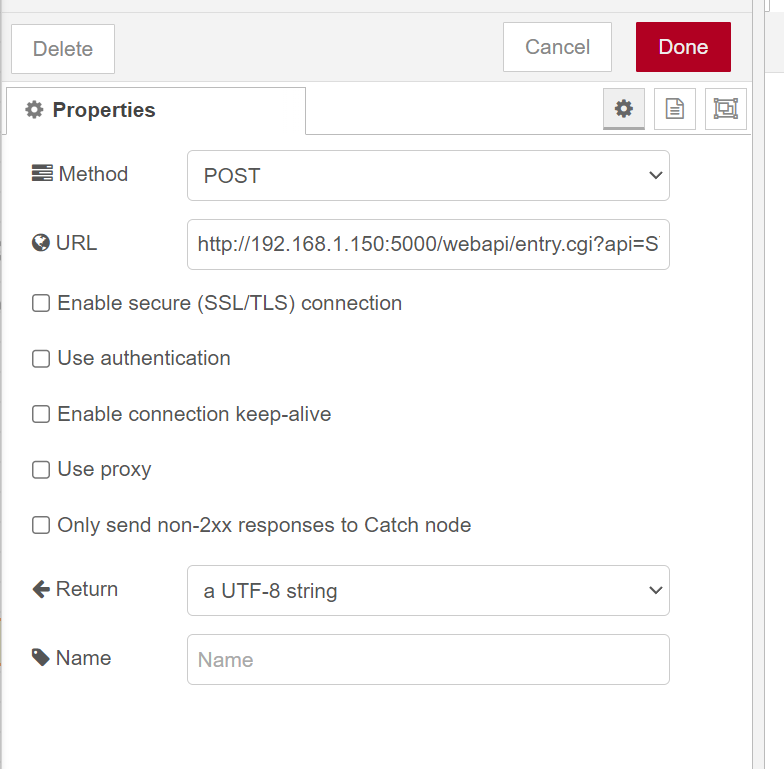 Delete
Cancel
Done
Properties
Method
POST
URL
http://192.168.1.150:5000/webapi/entry.cgi?api=S
Enable secure (SSL/TLS) connection
Use authentication
Enable connection keep-alive
Use proxy
Only send non-2xx responses to Catch node
Return
a UTF-8 string
Name
Name